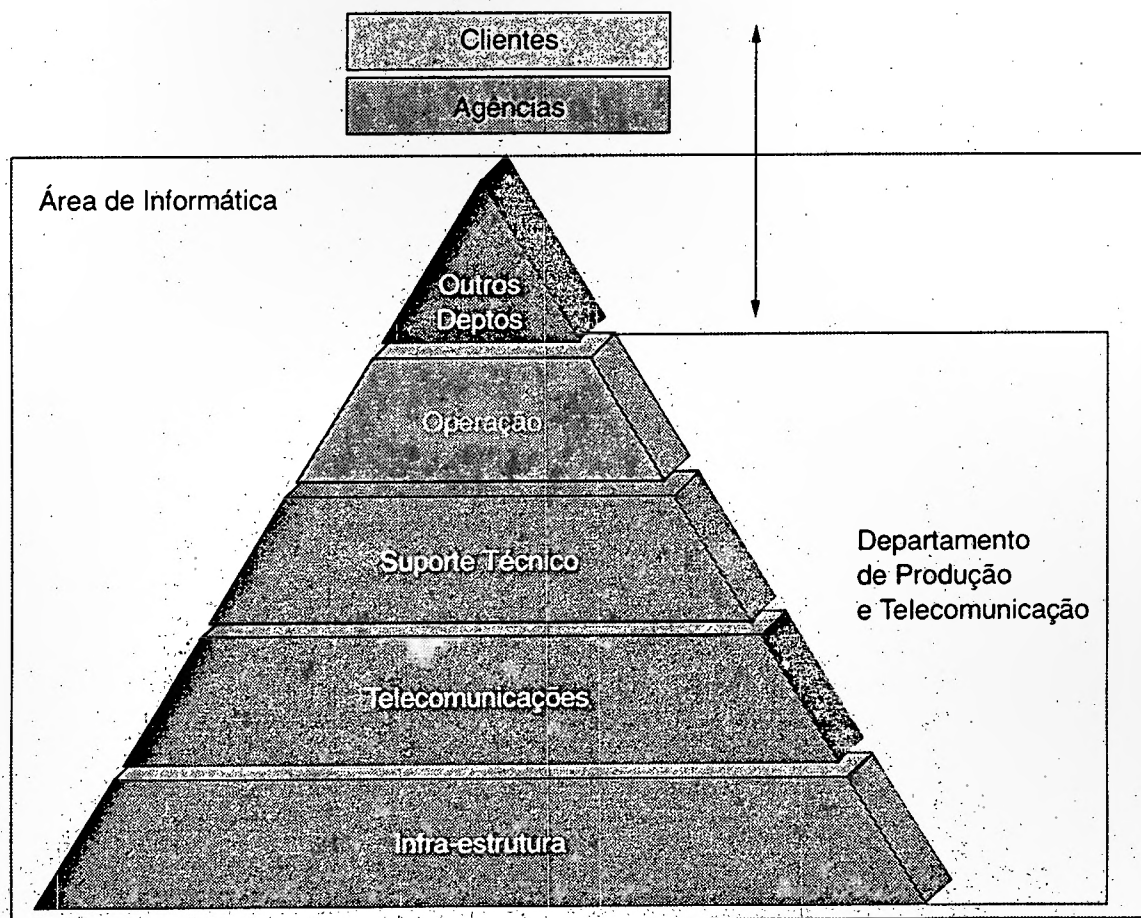 Clientes
Agências
Área de Informática
Outros
Deptos
Operação
Suporte Técnico
Departamento
de Produção
e Telecomunicação
Telecomunicações
Infra-estrutura